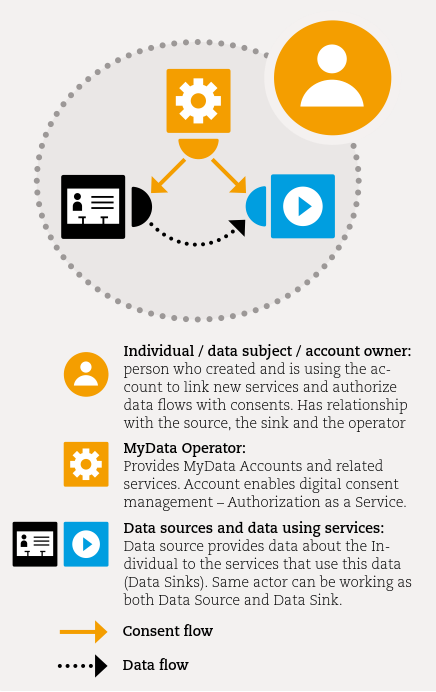 Individual / data subject / account owner:
person who created and is using the ac-
count to link new services and authorize
data flows with consents. Has relationship
with the source, the sink and the operator
MyData Operator:
Provides MyData Accounts and related
services. Account enables digital consent
management – Authorization as a Service.
Data sources and data using services:
Data source provides data about the In-
dividual to the services that use this data
(Data Sinks). Same actor can be working as
both Data Source and Data Sink.
Consent flow
Data flow